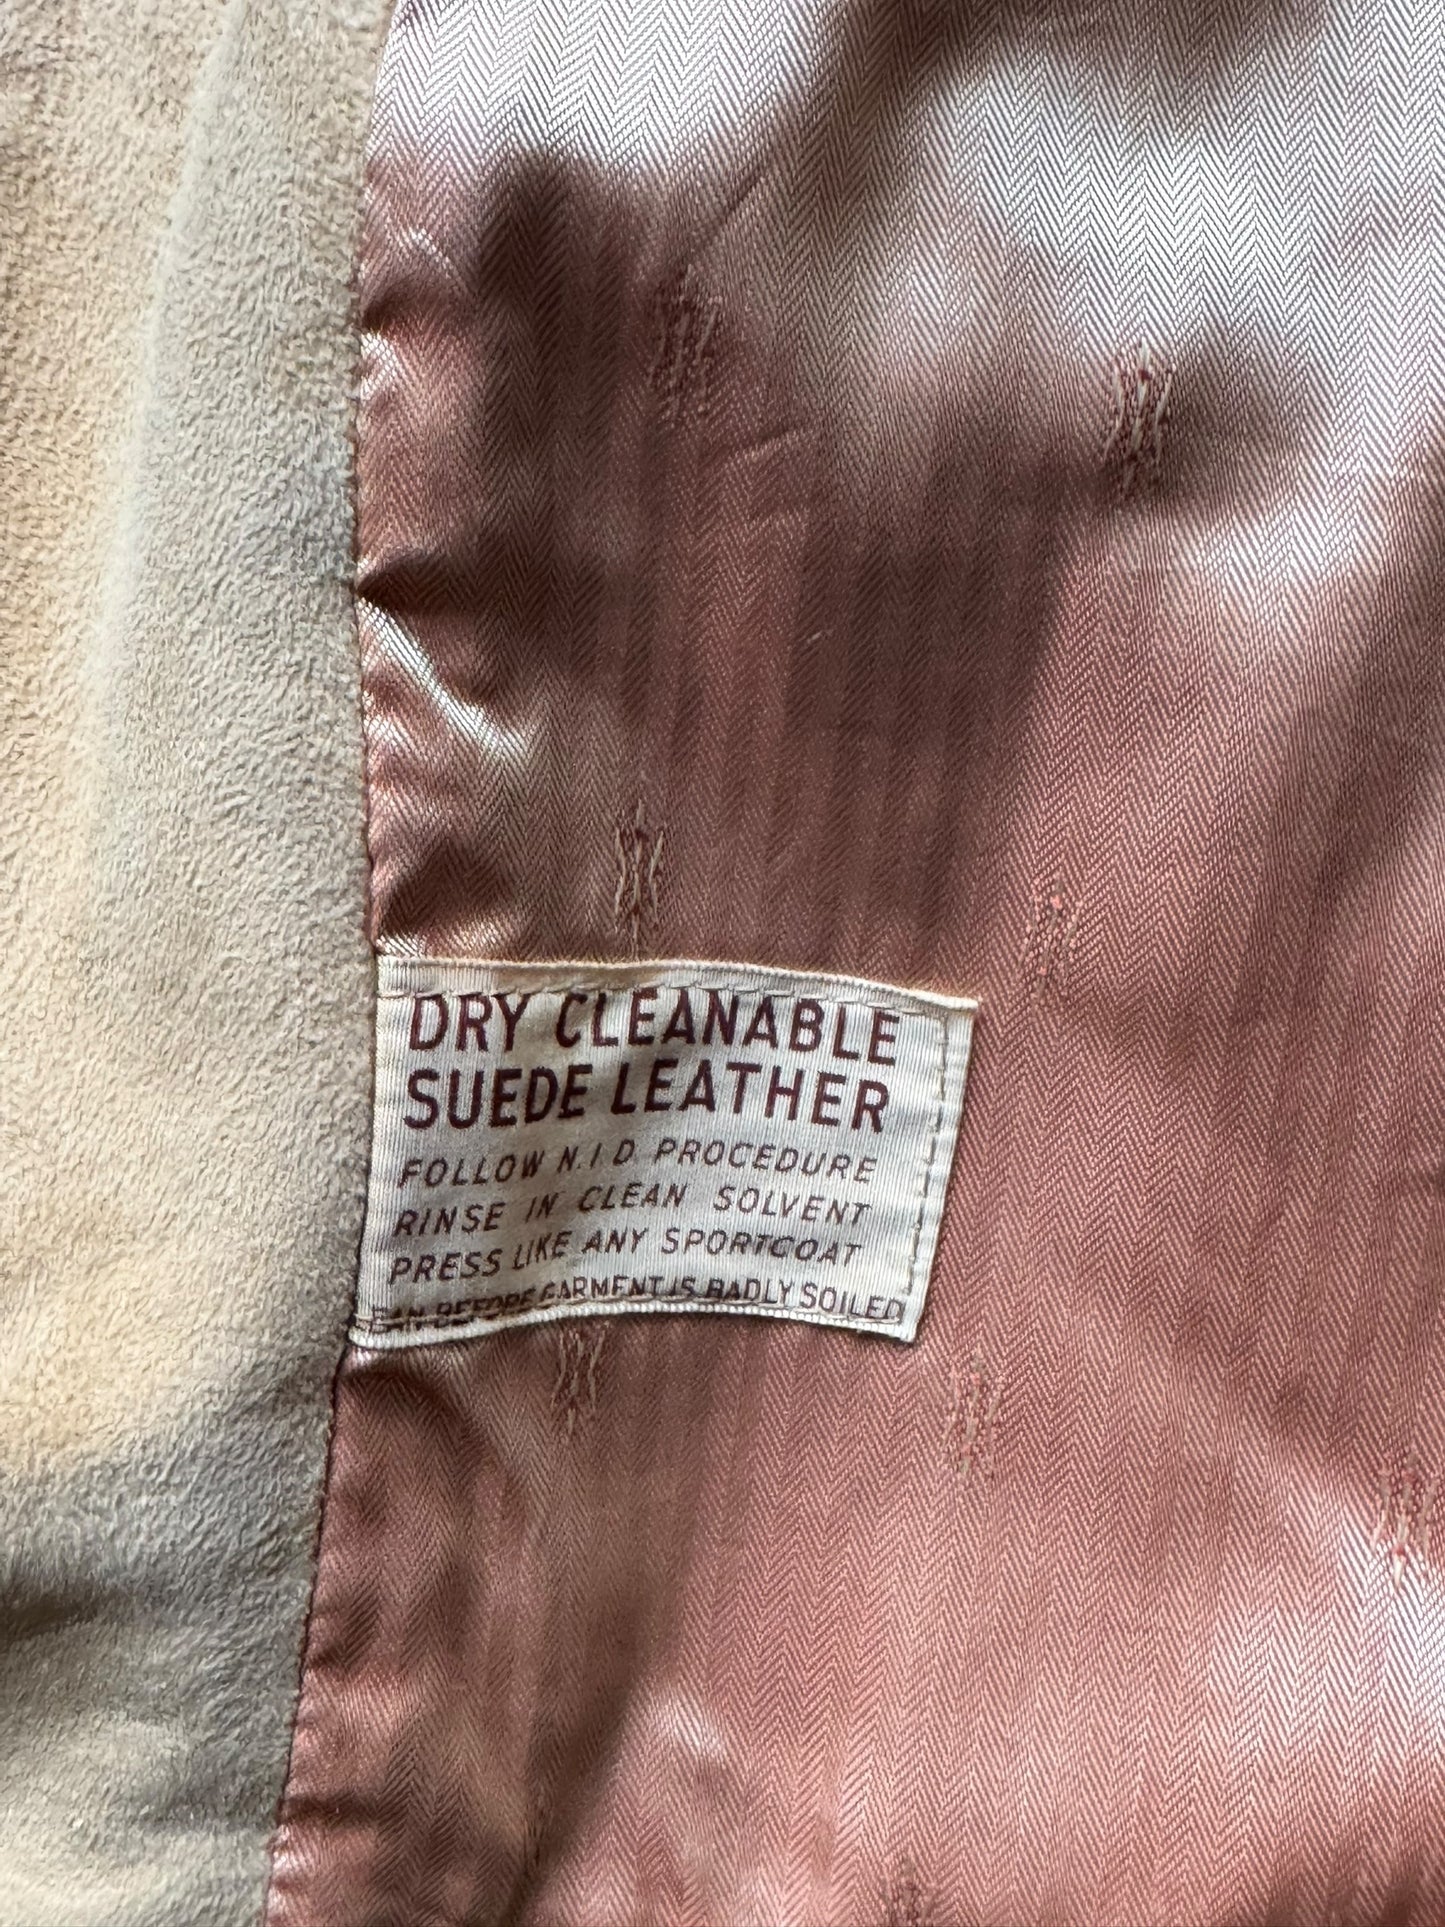 DRY CLEANABLE
SUEDE LEATHER
FOLLOW N.I.D. PROCEDURE
RINSE IN CLEAN SOLVENT
PRESS LIKE ANY SPORTCOAT
BEFORE GARMENT IS BADLY SOILED